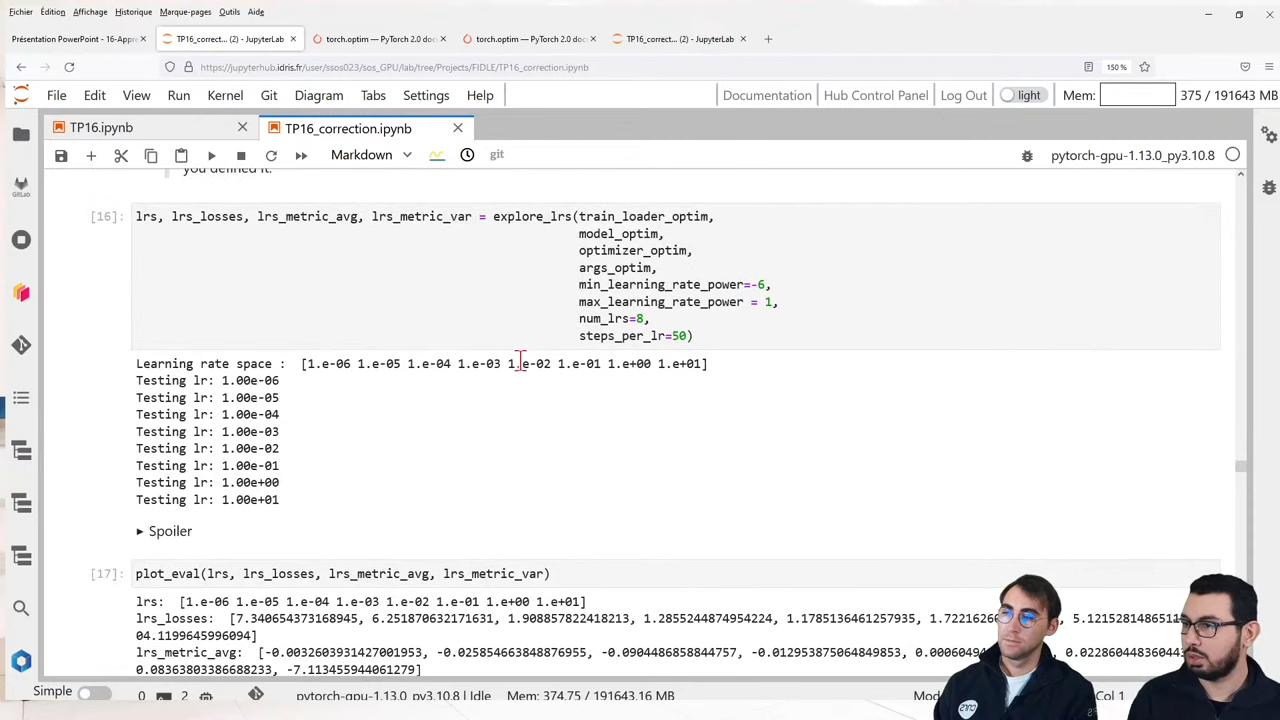 Fichier Édition Affichage Historique Marque-pages Outils Aide
Présentation PowerPoint - 16-Appre TP16_correct... (2) - JupyterLab torch.optim — PyTorch 2.0 doc torch.optim — PyTorch 2.0 doc TP16_correct... (2) - JupyterLab
https://jupyterhub.idris.fr/user/ssos023/sos_GPU/lab/tree/Projects/FIDLE/TP16_correction.ipynb 150 %
File Edit View Run Kernel Git Diagram Tabs Settings Help Documentation Hub Control Panel Log Out light Mem: 375 / 191643 MB
TP16.ipynb TP16_correction.ipynb
Markdown git pytorch-gpu-1.13.0_py3.10.8
you defined it.
[16]: lrs, lrs_losses, lrs_metric_avg, lrs_metric_var = explore_lrs(train_loader_optim,
model_optim,
optimizer_optim,
args_optim,
min_learning_rate_power=-6,
max_learning_rate_power = 1,
num_lrs=8,
steps_per_lr=50)
Learning rate space : [1.e-06 1.e-05 1.e-04 1.e-03 1.e-02 1.e-01 1.e+00 1.e+01]
Testing lr: 1.00e-06
Testing lr: 1.00e-05
Testing lr: 1.00e-04
Testing lr: 1.00e-03
Testing lr: 1.00e-02
Testing lr: 1.00e-01
Testing lr: 1.00e+00
Testing lr: 1.00e+01
Spoiler
[17]: plot_eval(lrs, lrs_losses, lrs_metric_avg, lrs_metric_var)
lrs: [1.e-06 1.e-05 1.e-04 1.e-03 1.e-02 1.e-01 1.e+00 1.e+01]
lrs_losses: [7.340654373168945, 6.251870632171631, 1.908857822418213, 1.2855244874954224, 1.1785136461257935, 1.7221626
04.1199645996094]
lrs_metric_avg: [-0.0032603931427001953, -0.025854663848876955, -0.0904486858844757, -0.012953875064849853,
0.08363803386688233, -7.113455944061279]
Simple 0 2 pytorch-gpu-1.13.0_py3.10.8 | Idle Mem: 374.75 / 191643.16 MB Col 1